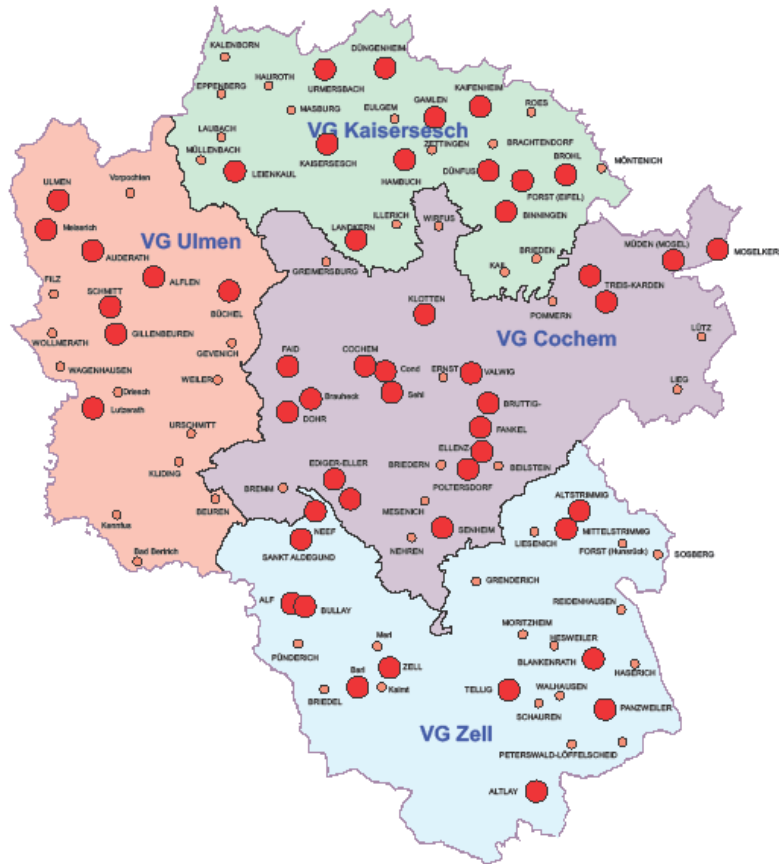 KALENBORN
DÜNGENHEIM
EPPENBERG
HAUROTH
URMERSBACH
MASBURG
EULGEM
GAMLEN
KAIFENHEIM
ROES
LAUBACH
VG Kaisersesch
MÜLLENBACH
KAISERSESCH
ZETTINGEN
BRACHTENDORF
LEIENKAUL
HAMBUCH
DÜNFUS
BROHL
MÖNTENICH
FORST (EIFEL)
BINNINGEN
ILLERICH
WIRFUS
LANDKERN
BRIEDEN
KAIL
ULMEN
Vorpochten
Meiserich
VG Ulmen
AUDERATH
ALFLEN
FILZ
SCHMITT
BÜCHEL
GILLENBEUREN
WOLLMERATH
GEVENICH
WAGENHAUSEN
WEILER
Driesch
Lutzerath
URSCHMITT
KLIDING
BEUREN
Kennfus
Bad Bertrich
GREIMERSBURG
MÜDEN (MOSEL)
MOSELKER
TREIS-KARDEN
POMMERN
KLOTTEN
VG Cochem
LÜTZ
FAID
COCHEM
Cond
ERNST
VALWIG
LIEG
Brauheck
Sehl
DOHR
BRUTTIG-
FANKEL
ELLENZ-
BRIEDERN
BEILSTEIN
POLTERSDORF
EDIGER-ELLER
BREMM
MESENICH
SENHEIM
NEHREN
NEEF
SANKT ALDEGUND
ALTSTRIMMIG
MITTELSTRIMMIG
LIESENICH
FORST (Hunsrück)
SOSBERG
GRENDERICH
ALF
BULLAY
REIDENHAUSEN
MORITZHEIM
HESWEILER
PÜNDERICH
Merl
BLANKENRATH
HASERICH
ZELL
Barl
Kaimt
BRIEDEL
TELLIG
WALHAUSEN
SCHAUREN
PANZWEILER
VG Zell
PETERSWALD-LÖFFELSCHEID
ALTLAY